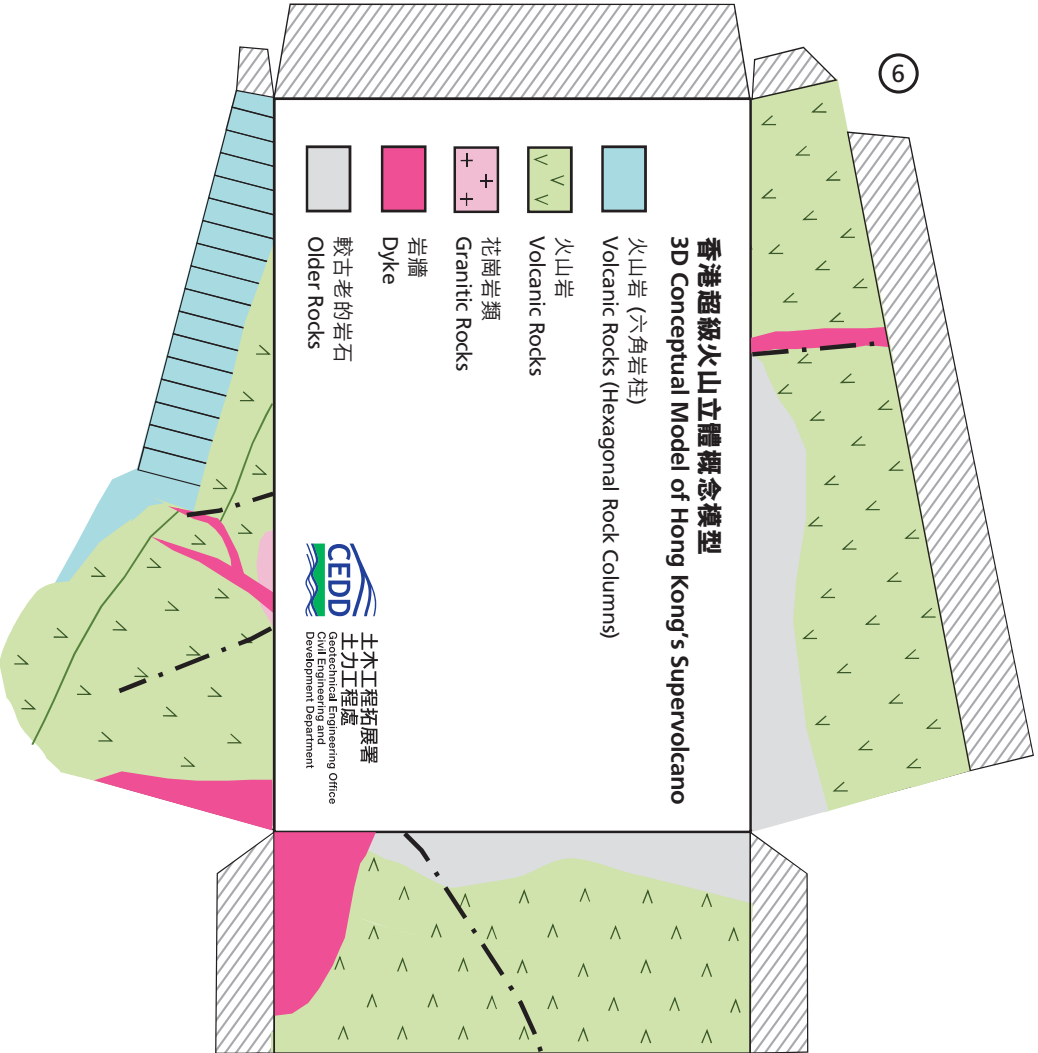 6
香港超級火山立體概念模型
3D Conceptual Model of Hong Kong's Supervolcano
火山岩 (六角岩柱)
Volcanic Rocks (Hexagonal Rock Columns)
火山岩
Volcanic Rocks
花崗岩類
Granitic Rocks
岩牆
Dyke
較古老的岩石
Older Rocks
CEDD
土木工程拓展署
土力工程處
Geotechnical Engineering Office
Civil Engineering and
Development Department